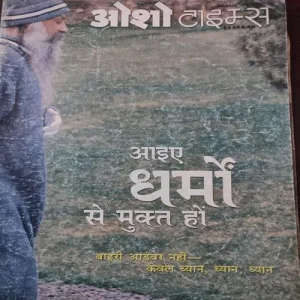 ओशो टाइम्स
आइए
धर्मों
से मुक्त हों
बाहरी आडंबर नहीं—
केवल ध्यान, ध्यान, ध्यान